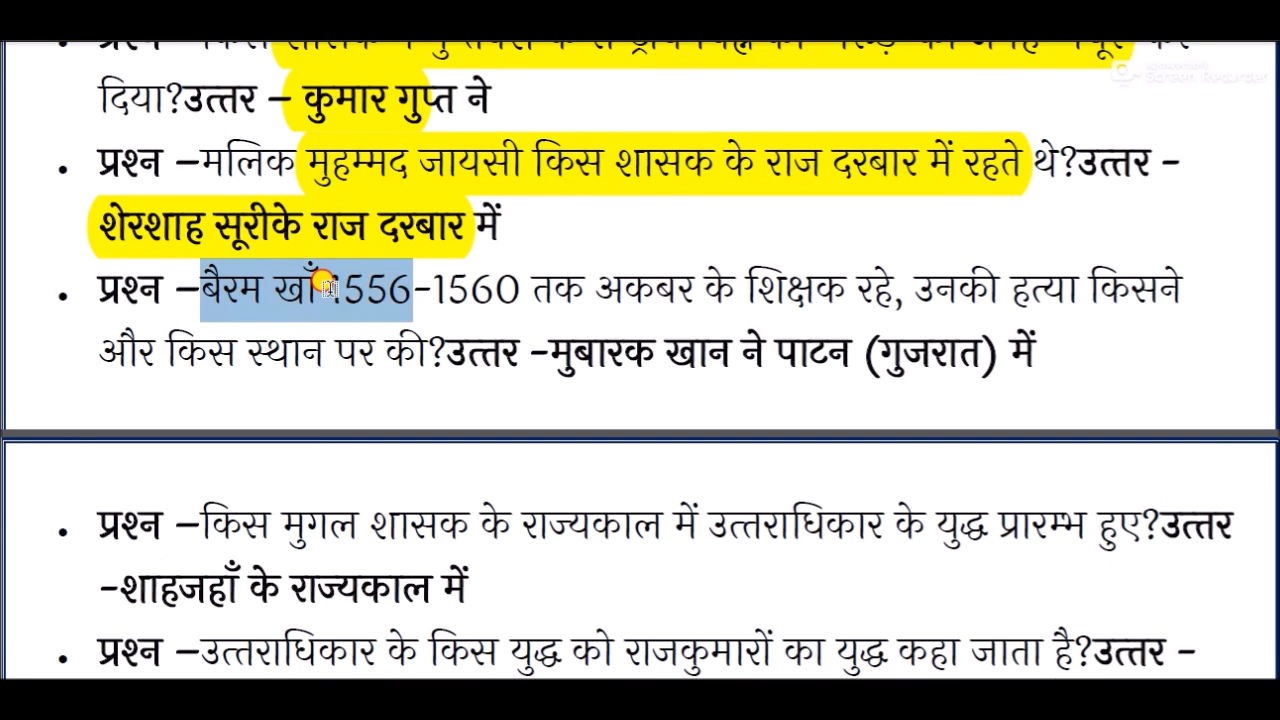 प्रश्न –किस
दिया?उत्तर – कुमार गुप्त ने
• प्रश्न –मलिक मुहम्मद जायसी किस शासक के राज दरबार में रहते थे?उत्तर –
शेरशाह सूरीके राज दरबार में
• प्रश्न –बैरम खाँ 1556-1560 तक अकबर के शिक्षक रहे, उनकी हत्या किसने
और किस स्थान पर की?उत्तर -मुबारक खान ने पाटन (गुजरात) में
• प्रश्न –किस मुगल शासक के राज्यकाल में उत्तराधिकार के युद्ध प्रारम्भ हुए?उत्तर
-शाहजहाँ के राज्यकाल में
• प्रश्न –उत्तराधिकार के किस युद्ध को राजकुमारों का युद्ध कहा जाता है?उत्तर –